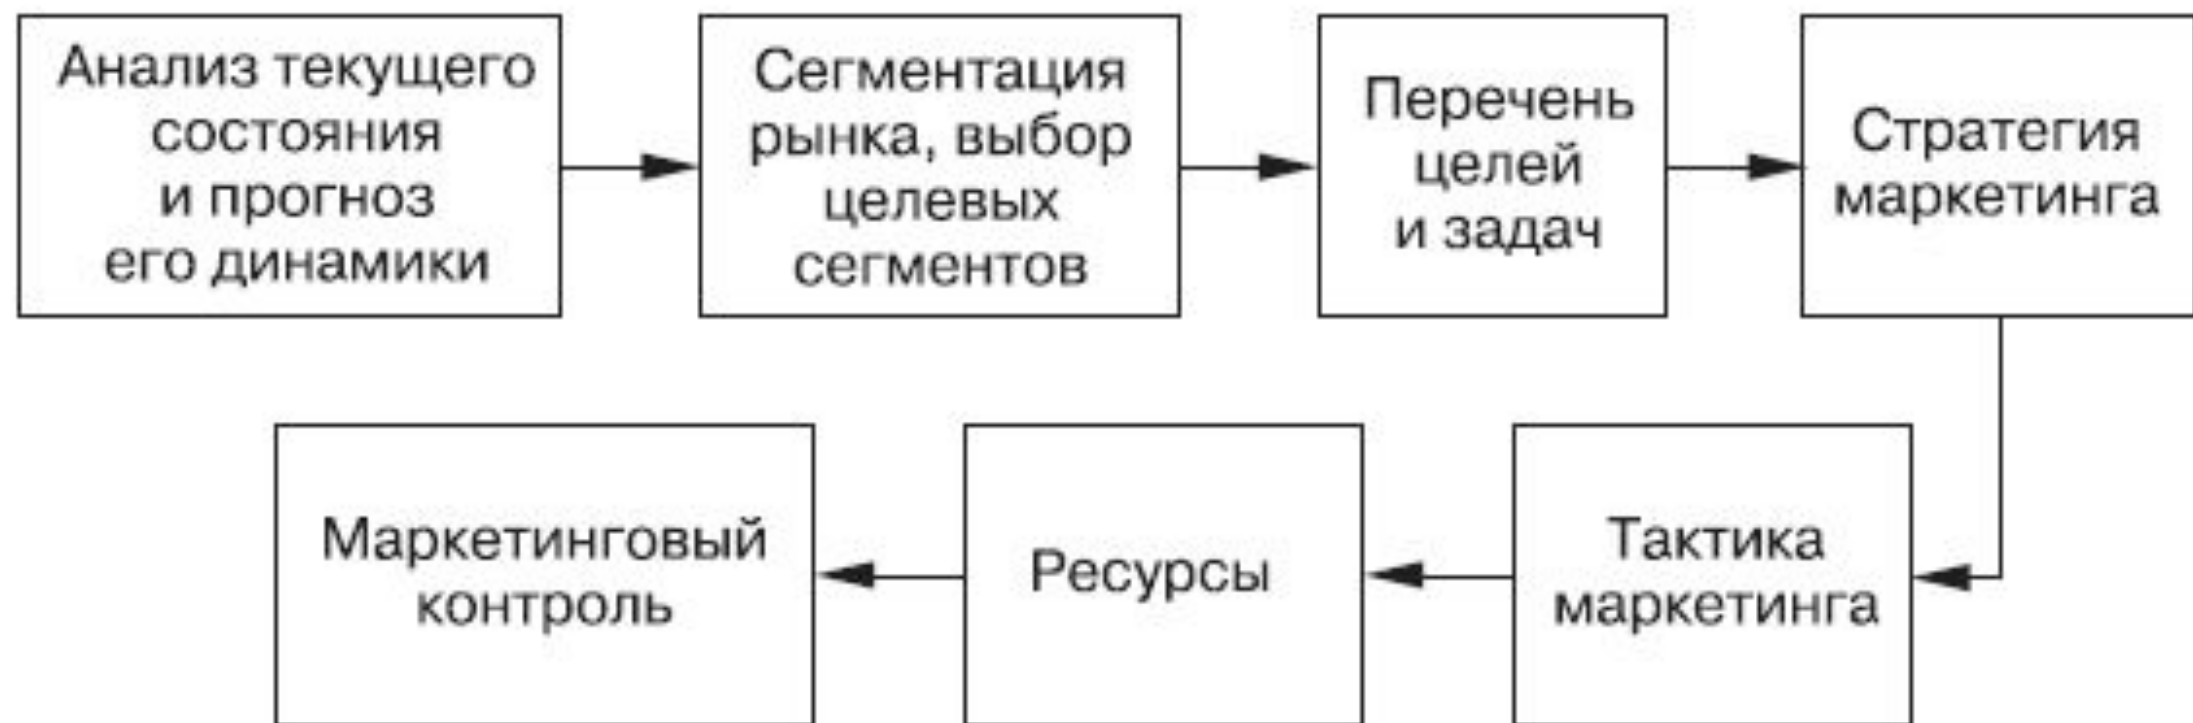 Анализ текущего
состояния
и прогноз
его динамики
Сегментация
рынка, выбор
целевых
сегментов
Перечень
целей
и задач
Стратегия
маркетинга
Тактика
маркетинга
Ресурсы
Маркетинговый
контроль